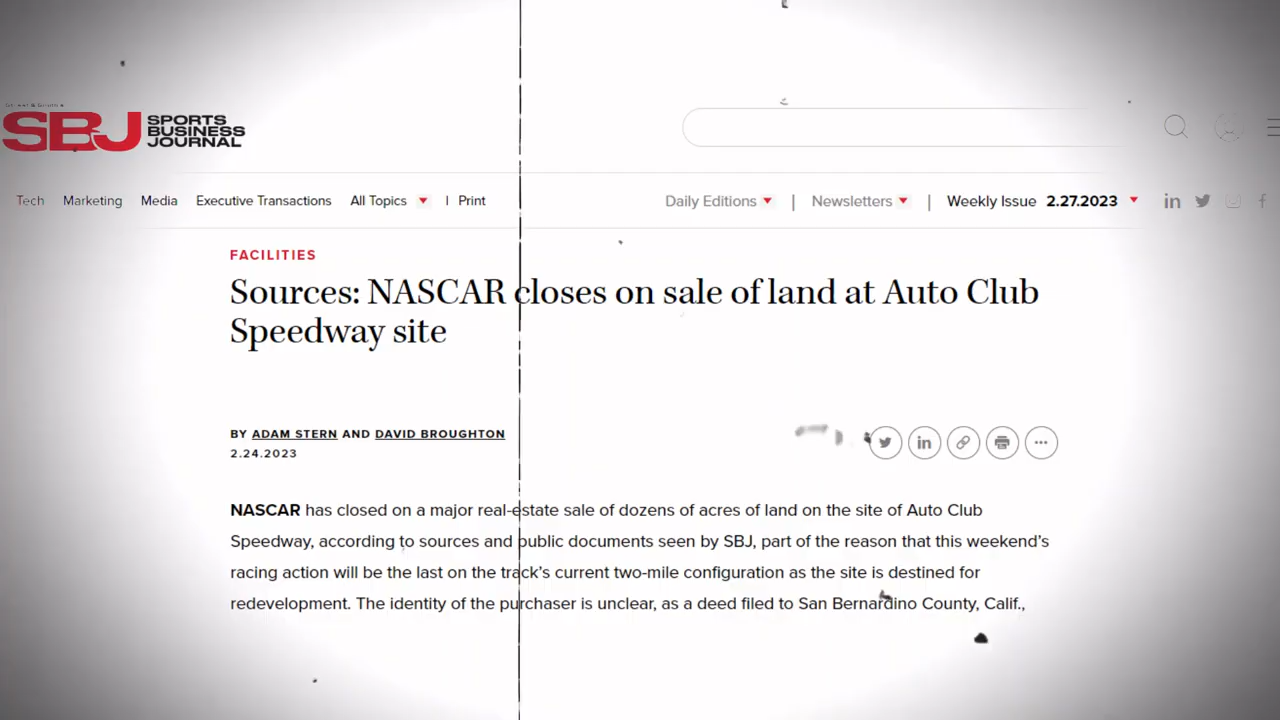 SBJ SPORTS
BUSINESS
JOURNAL
Tech Marketing Media Executive Transactions All Topics | Print Daily Editions | Newsletters | Weekly Issue 2.27.2023
FACILITIES
Sources: NASCAR closes on sale of land at Auto Club
Speedway site
BY ADAM STERN AND DAVID BROUGHTON
2.24.2023
NASCAR has closed on a major real-estate sale of dozens of acres of land on the site of Auto Club
Speedway, according to sources and public documents seen by SBJ, part of the reason that this weekend's
racing action will be the last on the track's current two-mile configuration as the site is destined for
redevelopment. The identity of the purchaser is unclear, as a deed filed to San Bernardino County, Calif.,